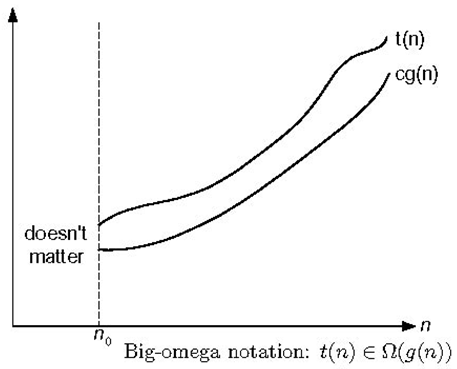 t(n)
cg(n)
doesn't
matter
n
n₀
Big-omega notation: t(n) ∈ Ω(g(n))